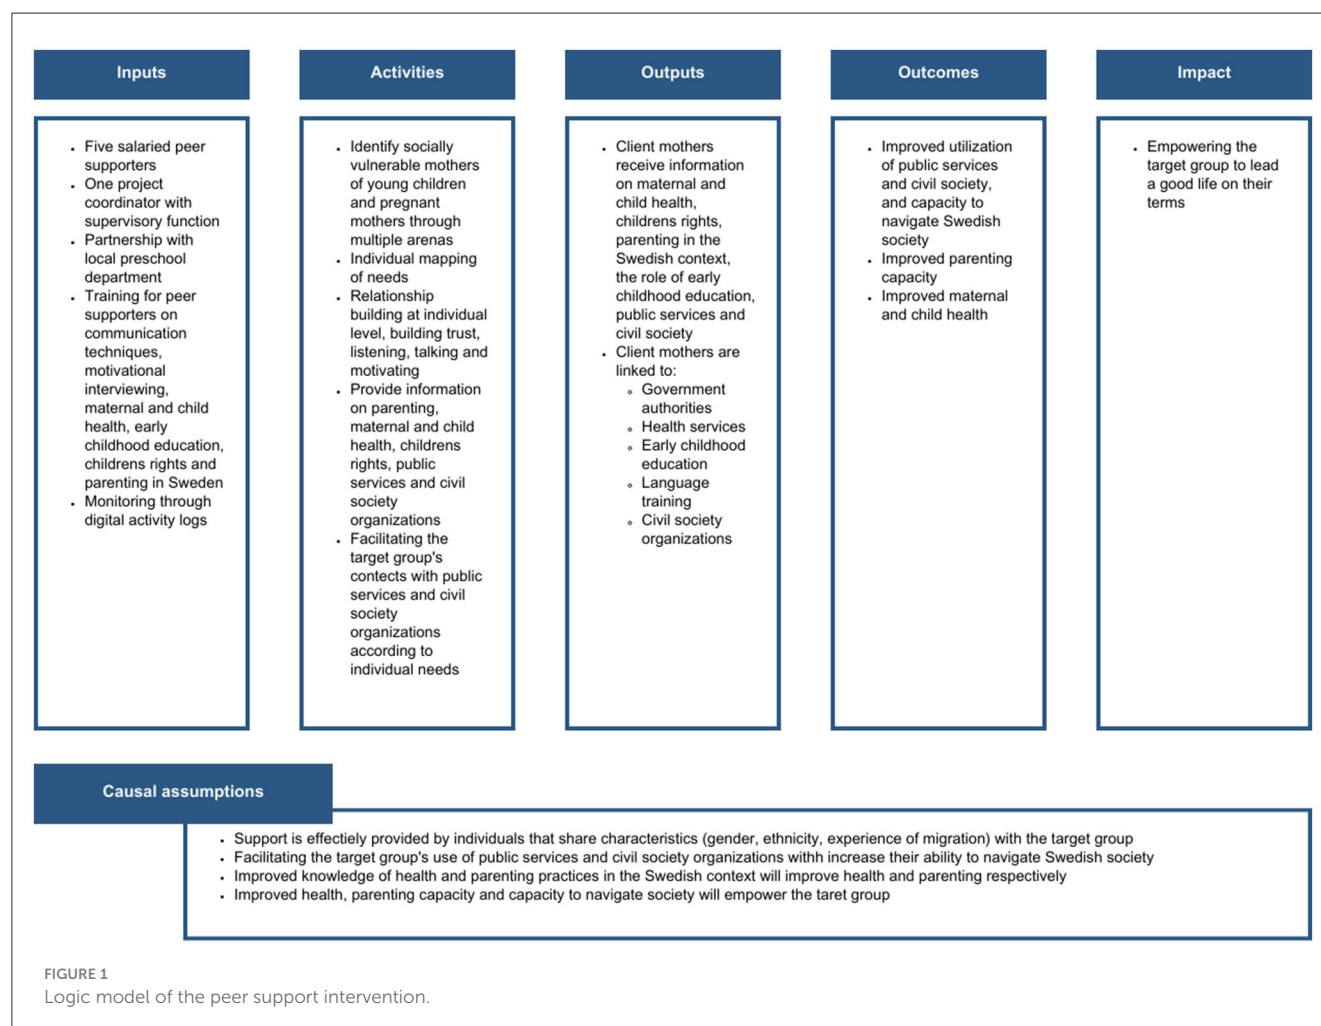 Inputs
Activities
Outputs
Outcomes
Impact
• Five salaried peer
supporters
• One project
coordinator with
supervisory function
• Partnership with
local preschool
department
• Training for peer
supporters on
communication
techniques,
motivational
interviewing,
maternal and child
health, early
childhood education,
childrens rights and
parenting in Sweden
• Monitoring through
digital activity logs
• Identify socially
vulnerable mothers
of young children
and pregnant
mothers through
multiple arenas
• Individual mapping
of needs
• Relationship
building at individual
level, building trust,
listening, talking and
motivating
• Provide information
on parenting,
maternal and child
health, childrens
rights, public
services and civil
society
organizations
• Facilitating the
target group's
contects with public
services and civil
society
organizations
according to
individual needs
• Client mothers
receive information
on maternal and
child health,
childrens rights,
parenting in the
Swedish context,
the role of early
childhood education,
public services and
civil society
• Client mothers are
linked to:
∘ Government
authorities
∘ Health services
∘ Early childhood
education
∘ Language
training
∘ Civil society
organizations
• Improved utilization
of public services
and civil society,
and capacity to
navigate Swedish
society
• Improved parenting
capacity
• Improved maternal
and child health
• Empowering the
target group to lead
a good life on their
terms
Causal assumptions
• Support is effectiely provided by individuals that share characteristics (gender, ethnicity, experience of migration) with the target group
• Facilitating the target group's use of public services and civil society organizations withh increase their ability to navigate Swedish society
• Improved knowledge of health and parenting practices in the Swedish context will improve health and parenting respectively
• Improved health, parenting capacity and capacity to navigate society will empower the taret group
FIGURE 1
Logic model of the peer support intervention.